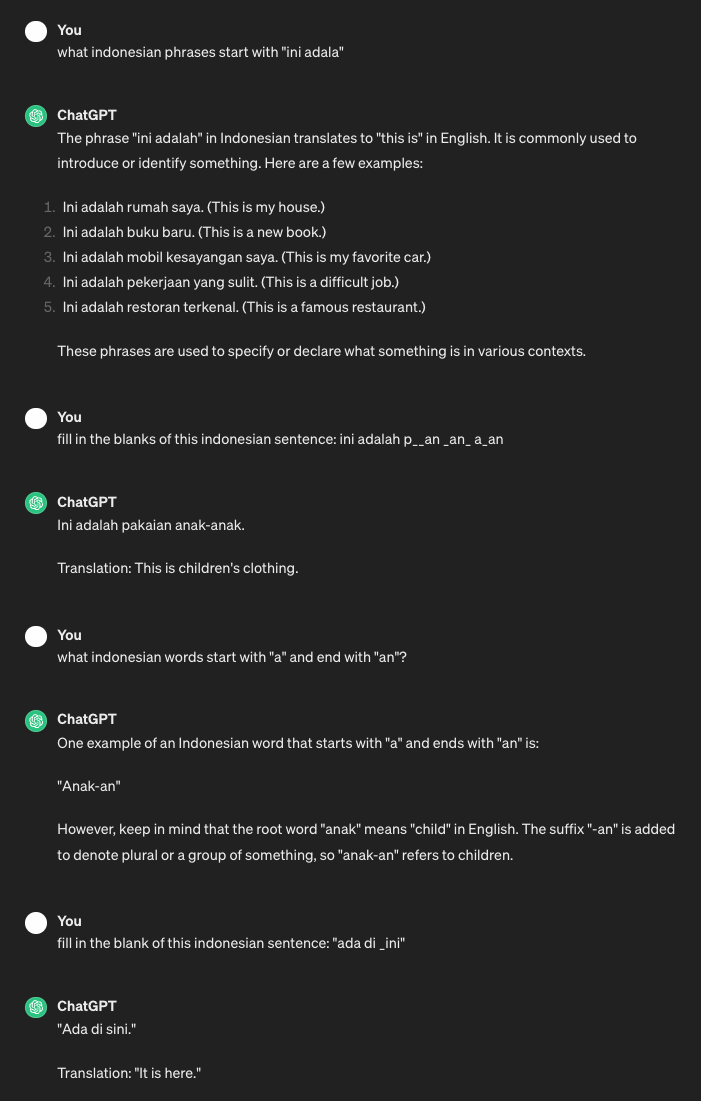 You
what indonesian phrases start with "ini adala"
ChatGPT
The phrase "ini adalah" in Indonesian translates to "this is" in English. It is commonly used to
introduce or identify something. Here are a few examples:
1. Ini adalah rumah saya. (This is my house.)
2. Ini adalah buku baru. (This is a new book.)
3. Ini adalah mobil kesayangan saya. (This is my favorite car.)
4. Ini adalah pekerjaan yang sulit. (This is a difficult job.)
5. Ini adalah restoran terkenal. (This is a famous restaurant.)
These phrases are used to specify or declare what something is in various contexts.
You
fill in the blanks of this indonesian sentence: ini adalah p__an _an_ a_an
ChatGPT
Ini adalah pakaian anak-anak.
Translation: This is children's clothing.
You
what indonesian words start with "a" and end with "an"?
ChatGPT
One example of an Indonesian word that starts with "a" and ends with "an" is:
"Anak-an"
However, keep in mind that the root word "anak" means "child" in English. The suffix "-an" is added
to denote plural or a group of something, so "anak-an" refers to children.
You
fill in the blank of this indonesian sentence: "ada di _ini"
ChatGPT
"Ada di sini."
Translation: "It is here."